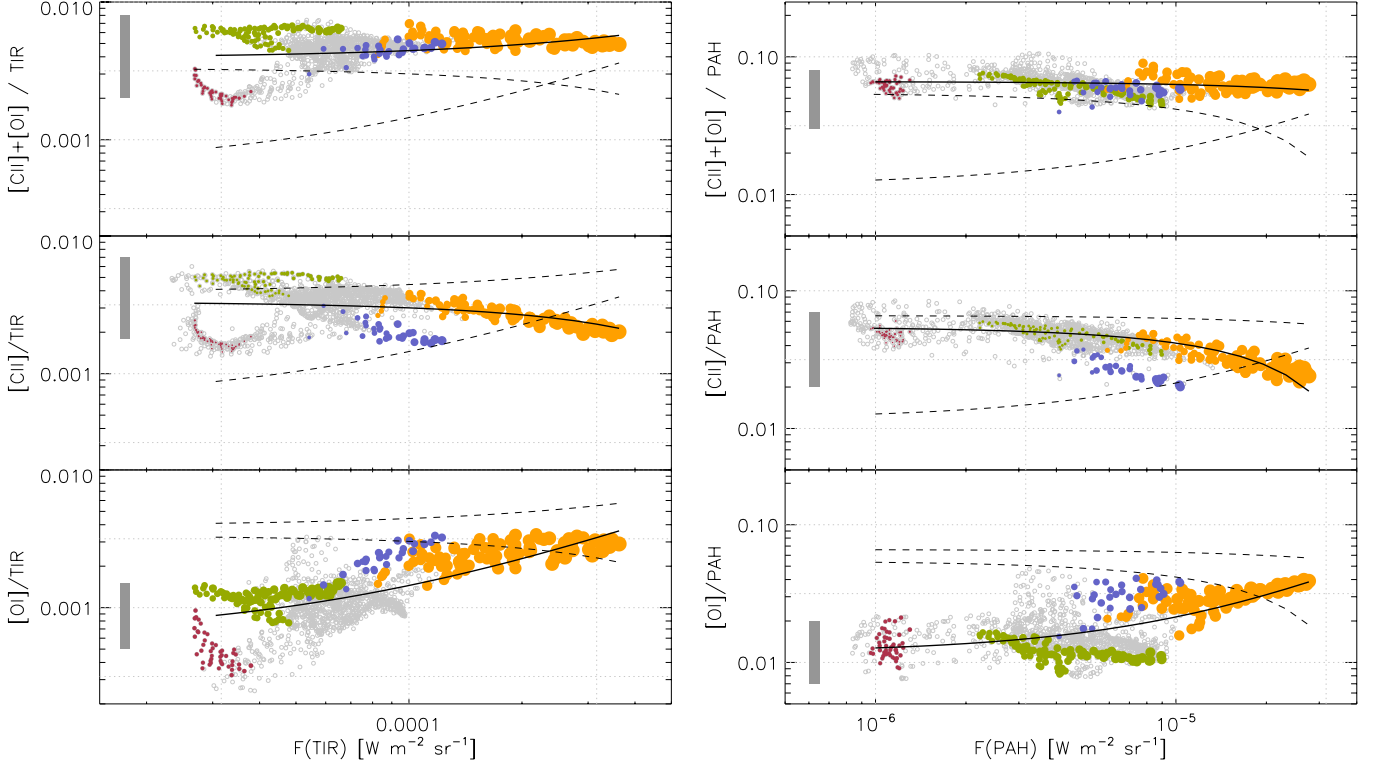 0.010
0.001
[CII]+[OI] / TIR
0.010
0.001
[CII]/TIR
0.010
0.001
[OI]/TIR
0.0001
F(TIR) [W m⁻² sr⁻¹]
0.10
0.01
[CII]+[OI] / PAH
0.10
0.01
[CII]/PAH
0.10
0.01
[OI]/PAH
10⁻⁶ 10⁻⁵
F(PAH) [W m⁻² sr⁻¹]